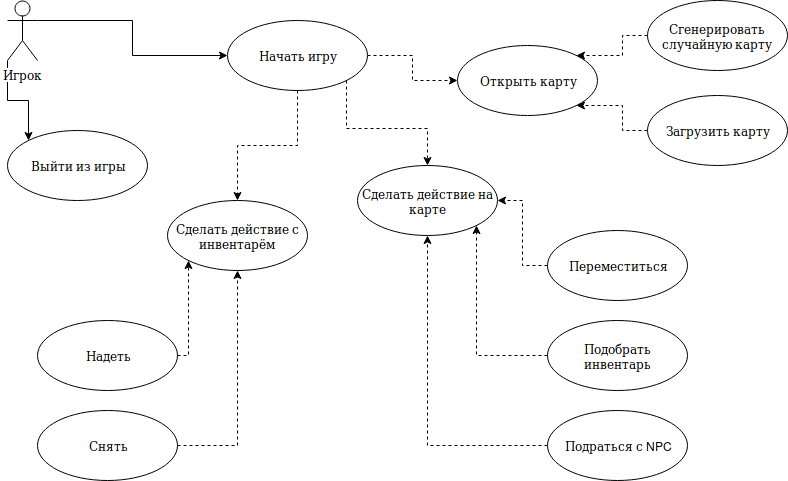 Сгенерировать
случайную карту
Начать игру
Игрок
Открыть карту
Загрузить карту
Выйти из игры
Сделать действие на
карте
Сделать действие с
инвентарём
Переместиться
Надеть
Подобрать
инвентарь
Снять
Подраться с NPC